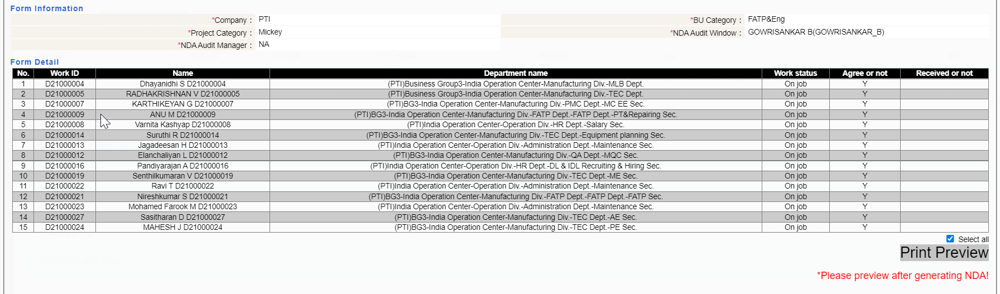 Form Information
*Company : PTI *BU Category : FATP&Eng
*Project Category : Mickey *NDA Audit Window : GOWRISANKAR B(GOWRISANKAR_B)
*NDA Audit Manager : NA
Form Detail
No. Work ID Name Department name Work status Agree or not Received or not
1 D21000004 Dhayanidhi S D21000004 (PTI)Business Group3-India Operation Center-Manufacturing Div.-MLB Dept. On job Y
2 D21000005 RADHAKRISHNAN V D21000005 (PTI)Business Group3-India Operation Center-Manufacturing Div.-TEC Dept. On job Y
3 D21000007 KARTHIKEYAN G D21000007 (PTI)BG3-India Operation Center-Manufacturing Div.-PMC Dept.-MC EE Sec. On job Y
4 D21000009 ANU M D21000009 (PTI)BG3-India Operation Center-Manufacturing Div.-FATP Dept.-FATP Dept.-PT&Repairing Sec. On job Y
5 D21000008 Varnita Kashyap D21000008 (PTI)India Operation Center-Operation Div.-HR Dept.-Salary Sec. On job Y
6 D21000014 Suruthi R D21000014 (PTI)BG3-India Operation Center-Manufacturing Div.-TEC Dept.-Equipment planning Sec. On job Y
7 D21000013 Jagadeesan H D21000013 (PTI)India Operation Center-Operation Div.-Administration Dept.-Maintenance Sec. On job Y
8 D21000012 Elanchaliyan L D21000012 (PTI)BG3-India Operation Center-Manufacturing Div.-QA Dept.-MQC Sec. On job Y
9 D21000016 Pandiyarajan A D21000016 (PTI)India Operation Center-Operation Div.-HR Dept.-DL & IDL Recruiting & Hiring Sec. On job Y
10 D21000019 Senthilkumaran V D21000019 (PTI)BG3-India Operation Center-Manufacturing Div.-TEC Dept.-ME Sec. On job Y
11 D21000022 Ravi T D21000022 (PTI)India Operation Center-Operation Div.-Administration Dept.-Maintenance Sec. On job Y
12 D21000021 Nireshkumar S D21000021 (PTI)BG3-India Operation Center-Manufacturing Div.-FATP Dept.-FATP Dept.-FATP Sec. On job Y
13 D21000023 Mohamed Farook M D21000023 (PTI)India Operation Center-Operation Div.-Administration Dept.-Maintenance Sec. On job Y
14 D21000027 Sasitharan D D21000027 (PTI)BG3-India Operation Center-Manufacturing Div.-TEC Dept.-AE Sec. On job Y
15 D21000024 MAHESH J D21000024 (PTI)BG3-India Operation Center-Manufacturing Div.-TEC Dept.-PE Sec. On job Y
Select all
Print Preview
*Please preview after generating NDA!